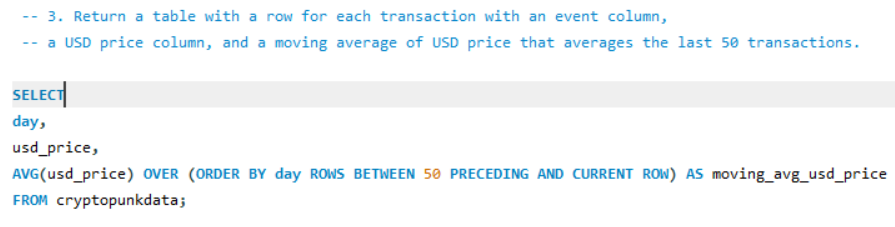 -- 3. Return a table with a row for each transaction with an event column,
-- a USD price column, and a moving average of USD price that averages the last 50 transactions.
SELECT
day,
usd_price,
AVG(usd_price) OVER (ORDER BY day ROWS BETWEEN 50 PRECEDING AND CURRENT ROW) AS moving_avg_usd_price
FROM cryptopunkdata;